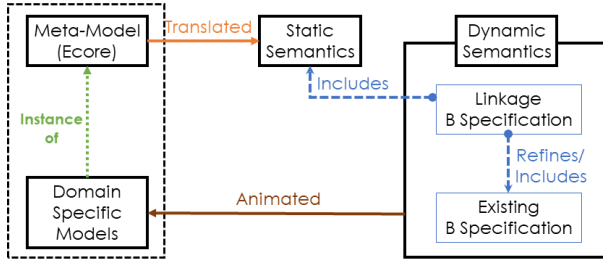 Meta-Model
(Ecore)
Translated
Static
Semantics
Dynamic
Semantics
Includes
Linkage
B Specification
Instance
of
Refines/
Includes
Domain
Specific
Models
Animated
Existing
B Specification